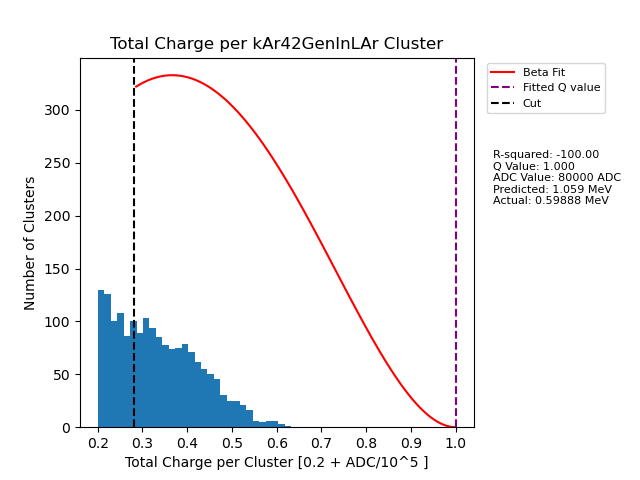 Total Charge per kAr42GenInLAr Cluster
Number of Clusters
300
250
200
150
100
50
0
0.2 0.3 0.4 0.5 0.6 0.7 0.8 0.9 1.0
Total Charge per Cluster [0.2 + ADC/10^5 ]
Beta Fit
Fitted Q value
Cut
R-squared: -100.00
Q Value: 1.000
ADC Value: 80000 ADC
Predicted: 1.059 MeV
Actual: 0.59888 MeV